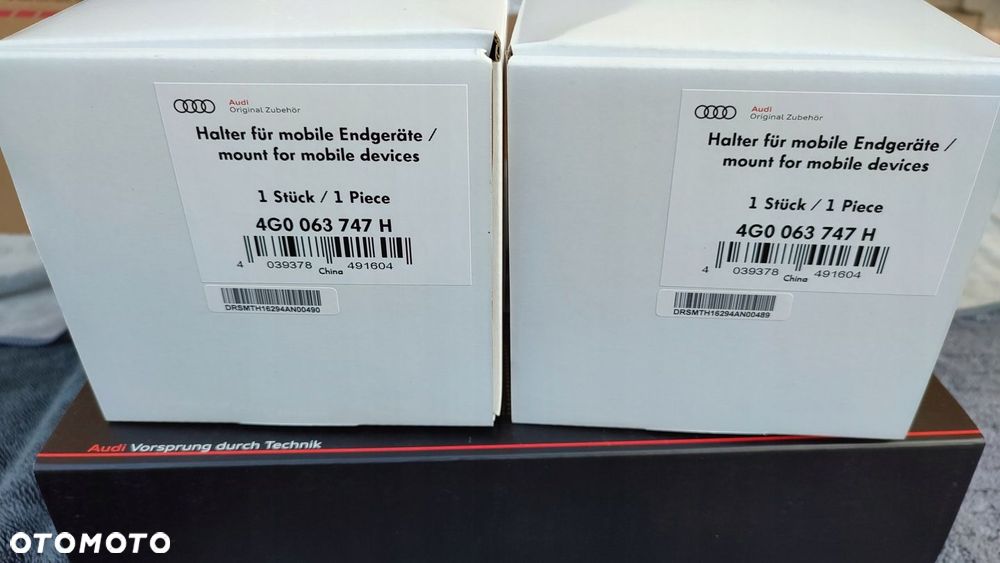 Audi
Original Zubehör
Halter für mobile Endgeräte /
mount for mobile devices
1 Stück / 1 Piece
4G0 063 747 H
4 039378 491604
China
DRSMTH16294AN00490
Audi
Original Zubehör
Halter für mobile Endgeräte /
mount for mobile devices
1 Stück / 1 Piece
4G0 063 747 H
4 039378 491604
China
DRSMTH16294AN00489
Audi Vorsprung durch Technik
OTOMOTO